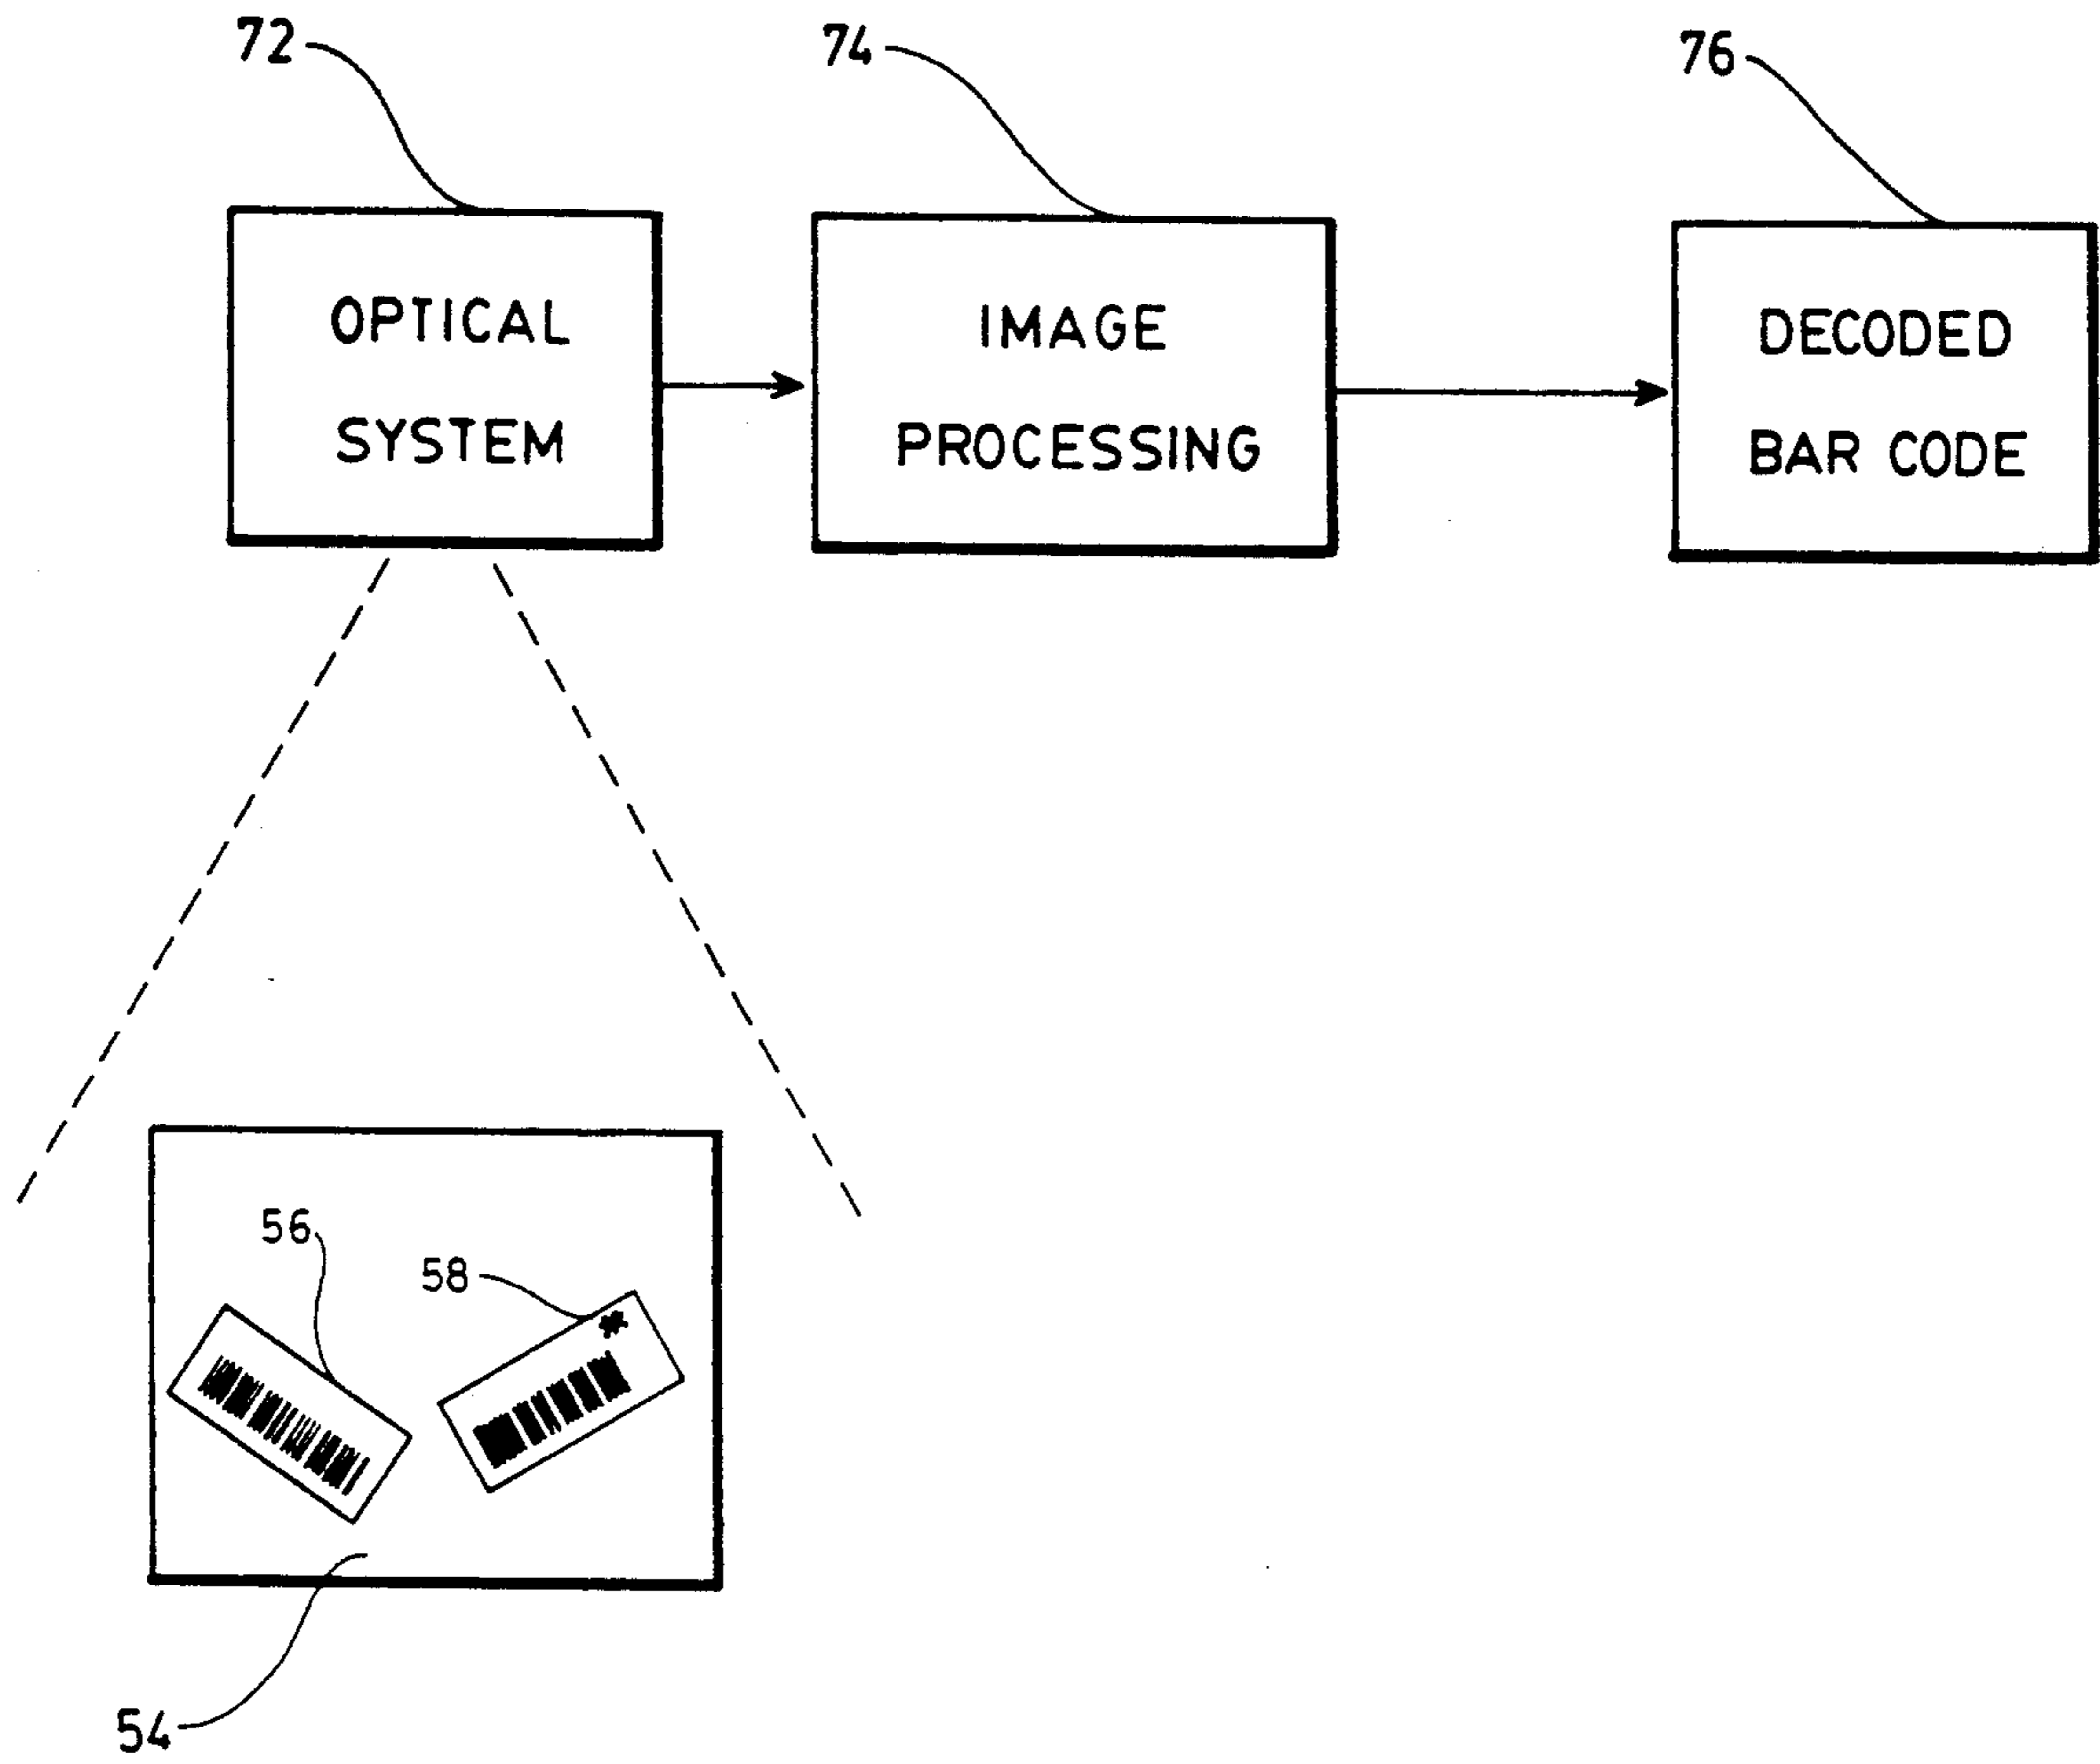 72
74
76
OPTICAL
SYSTEM
IMAGE
PROCESSING
DECODED
BAR CODE
56
58
54